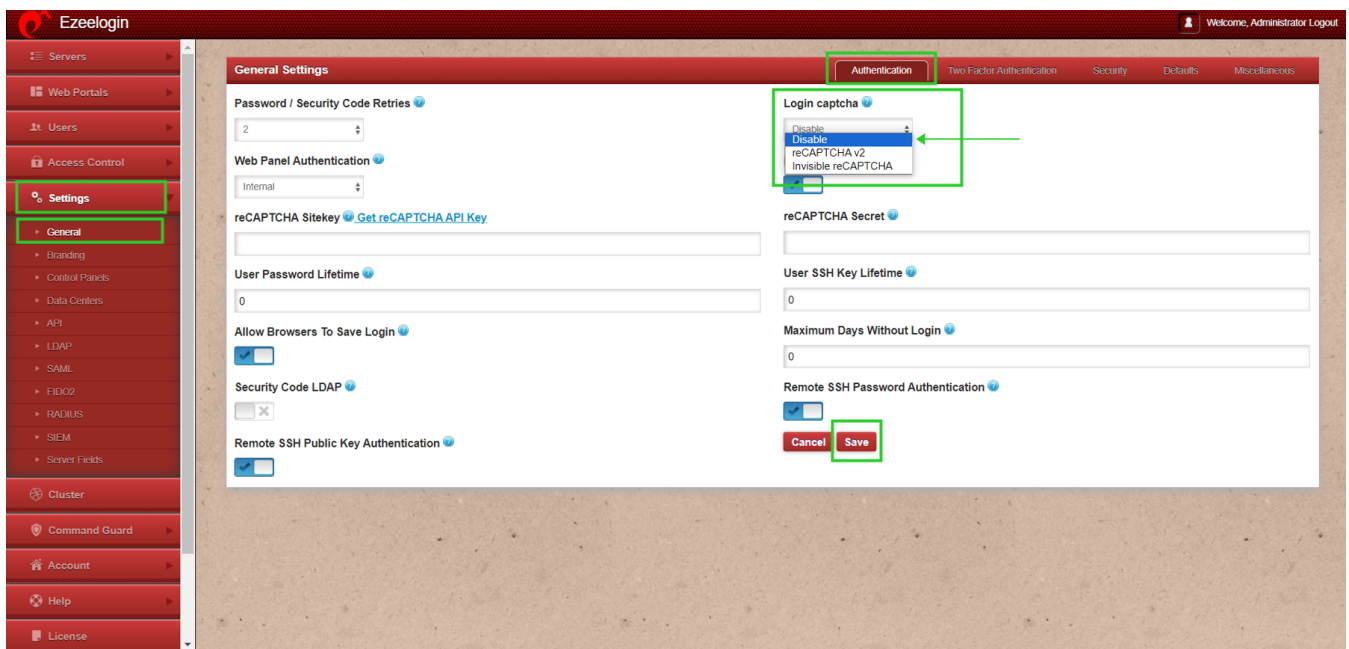 Ezeelogin
Welcome, Administrator Logout
Servers
Web Portals
Users
Access Control
Settings
General
Branding
Control Panels
Data Centers
API
LDAP
SAML
FIDO2
RADIUS
SIEM
Server Fields
Cluster
Command Guard
Account
Help
License
General Settings
Authentication
Two Factor Authentication
Security
Defaults
Miscellaneous
Password / Security Code Retries
2
Login captcha
Disable
Disable
reCAPTCHA v2
Invisible reCAPTCHA
Web Panel Authentication
Internal
reCAPTCHA Sitekey Get reCAPTCHA API Key
reCAPTCHA Secret
User Password Lifetime
0
User SSH Key Lifetime
0
Allow Browsers To Save Login
Maximum Days Without Login
0
Security Code LDAP
Remote SSH Password Authentication
Remote SSH Public Key Authentication
Cancel
Save